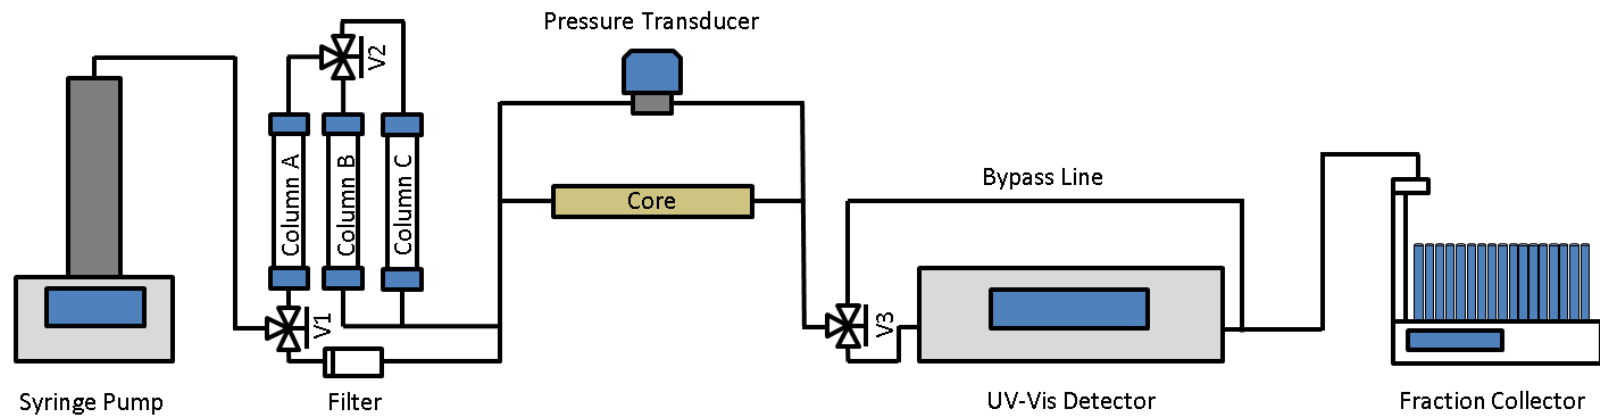 Pressure Transducer
V2
Column A
Column B
Column C
Core
Bypass Line
V1
V3
Syringe Pump
Filter
UV-Vis Detector
Fraction Collector